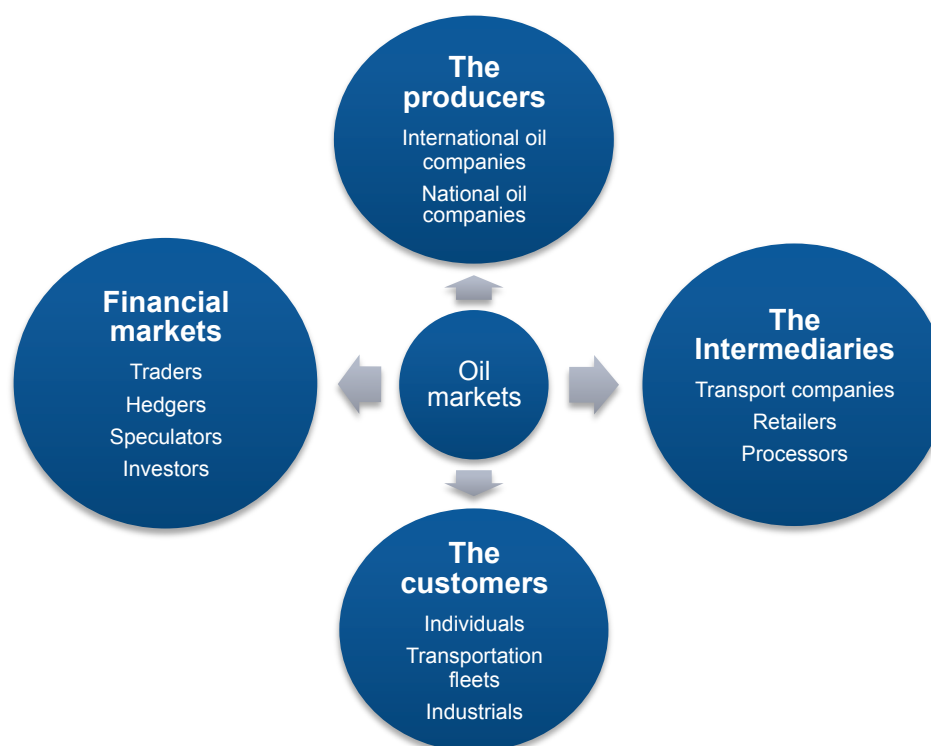 The
producers
International oil
companies
National oil
companies
Financial
markets
Traders
Hedgers
Speculators
Investors
Oil
markets
The
Intermediaries
Transport companies
Retailers
Processors
The
customers
Individuals
Transportation
fleets
Industrials